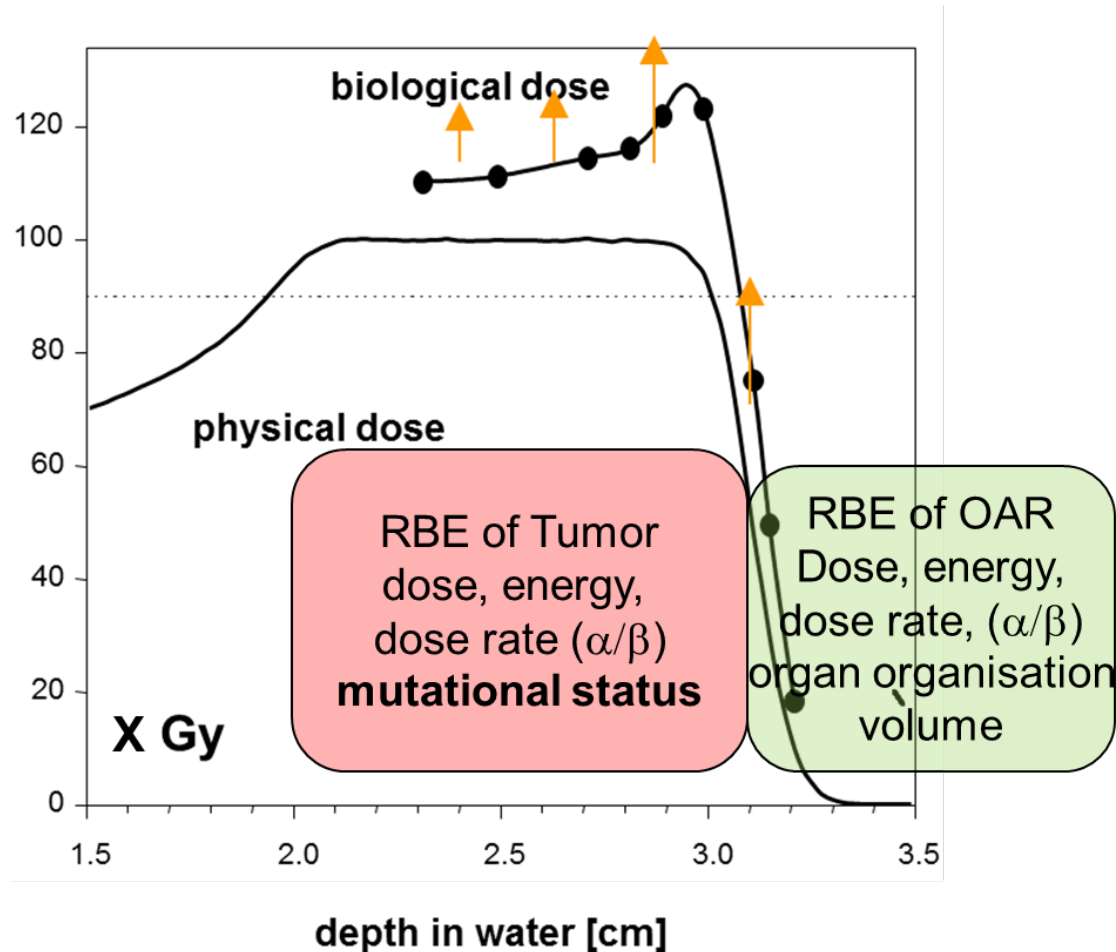 biological dose
120
100
80
physical dose
60
40
20
0
X Gy
RBE of Tumor
dose, energy,
dose rate (α/β)
mutational status
RBE of OAR
Dose, energy,
dose rate, (α/β)
organ organisation
volume
1.5 2.0 2.5 3.0 3.5
depth in water [cm]